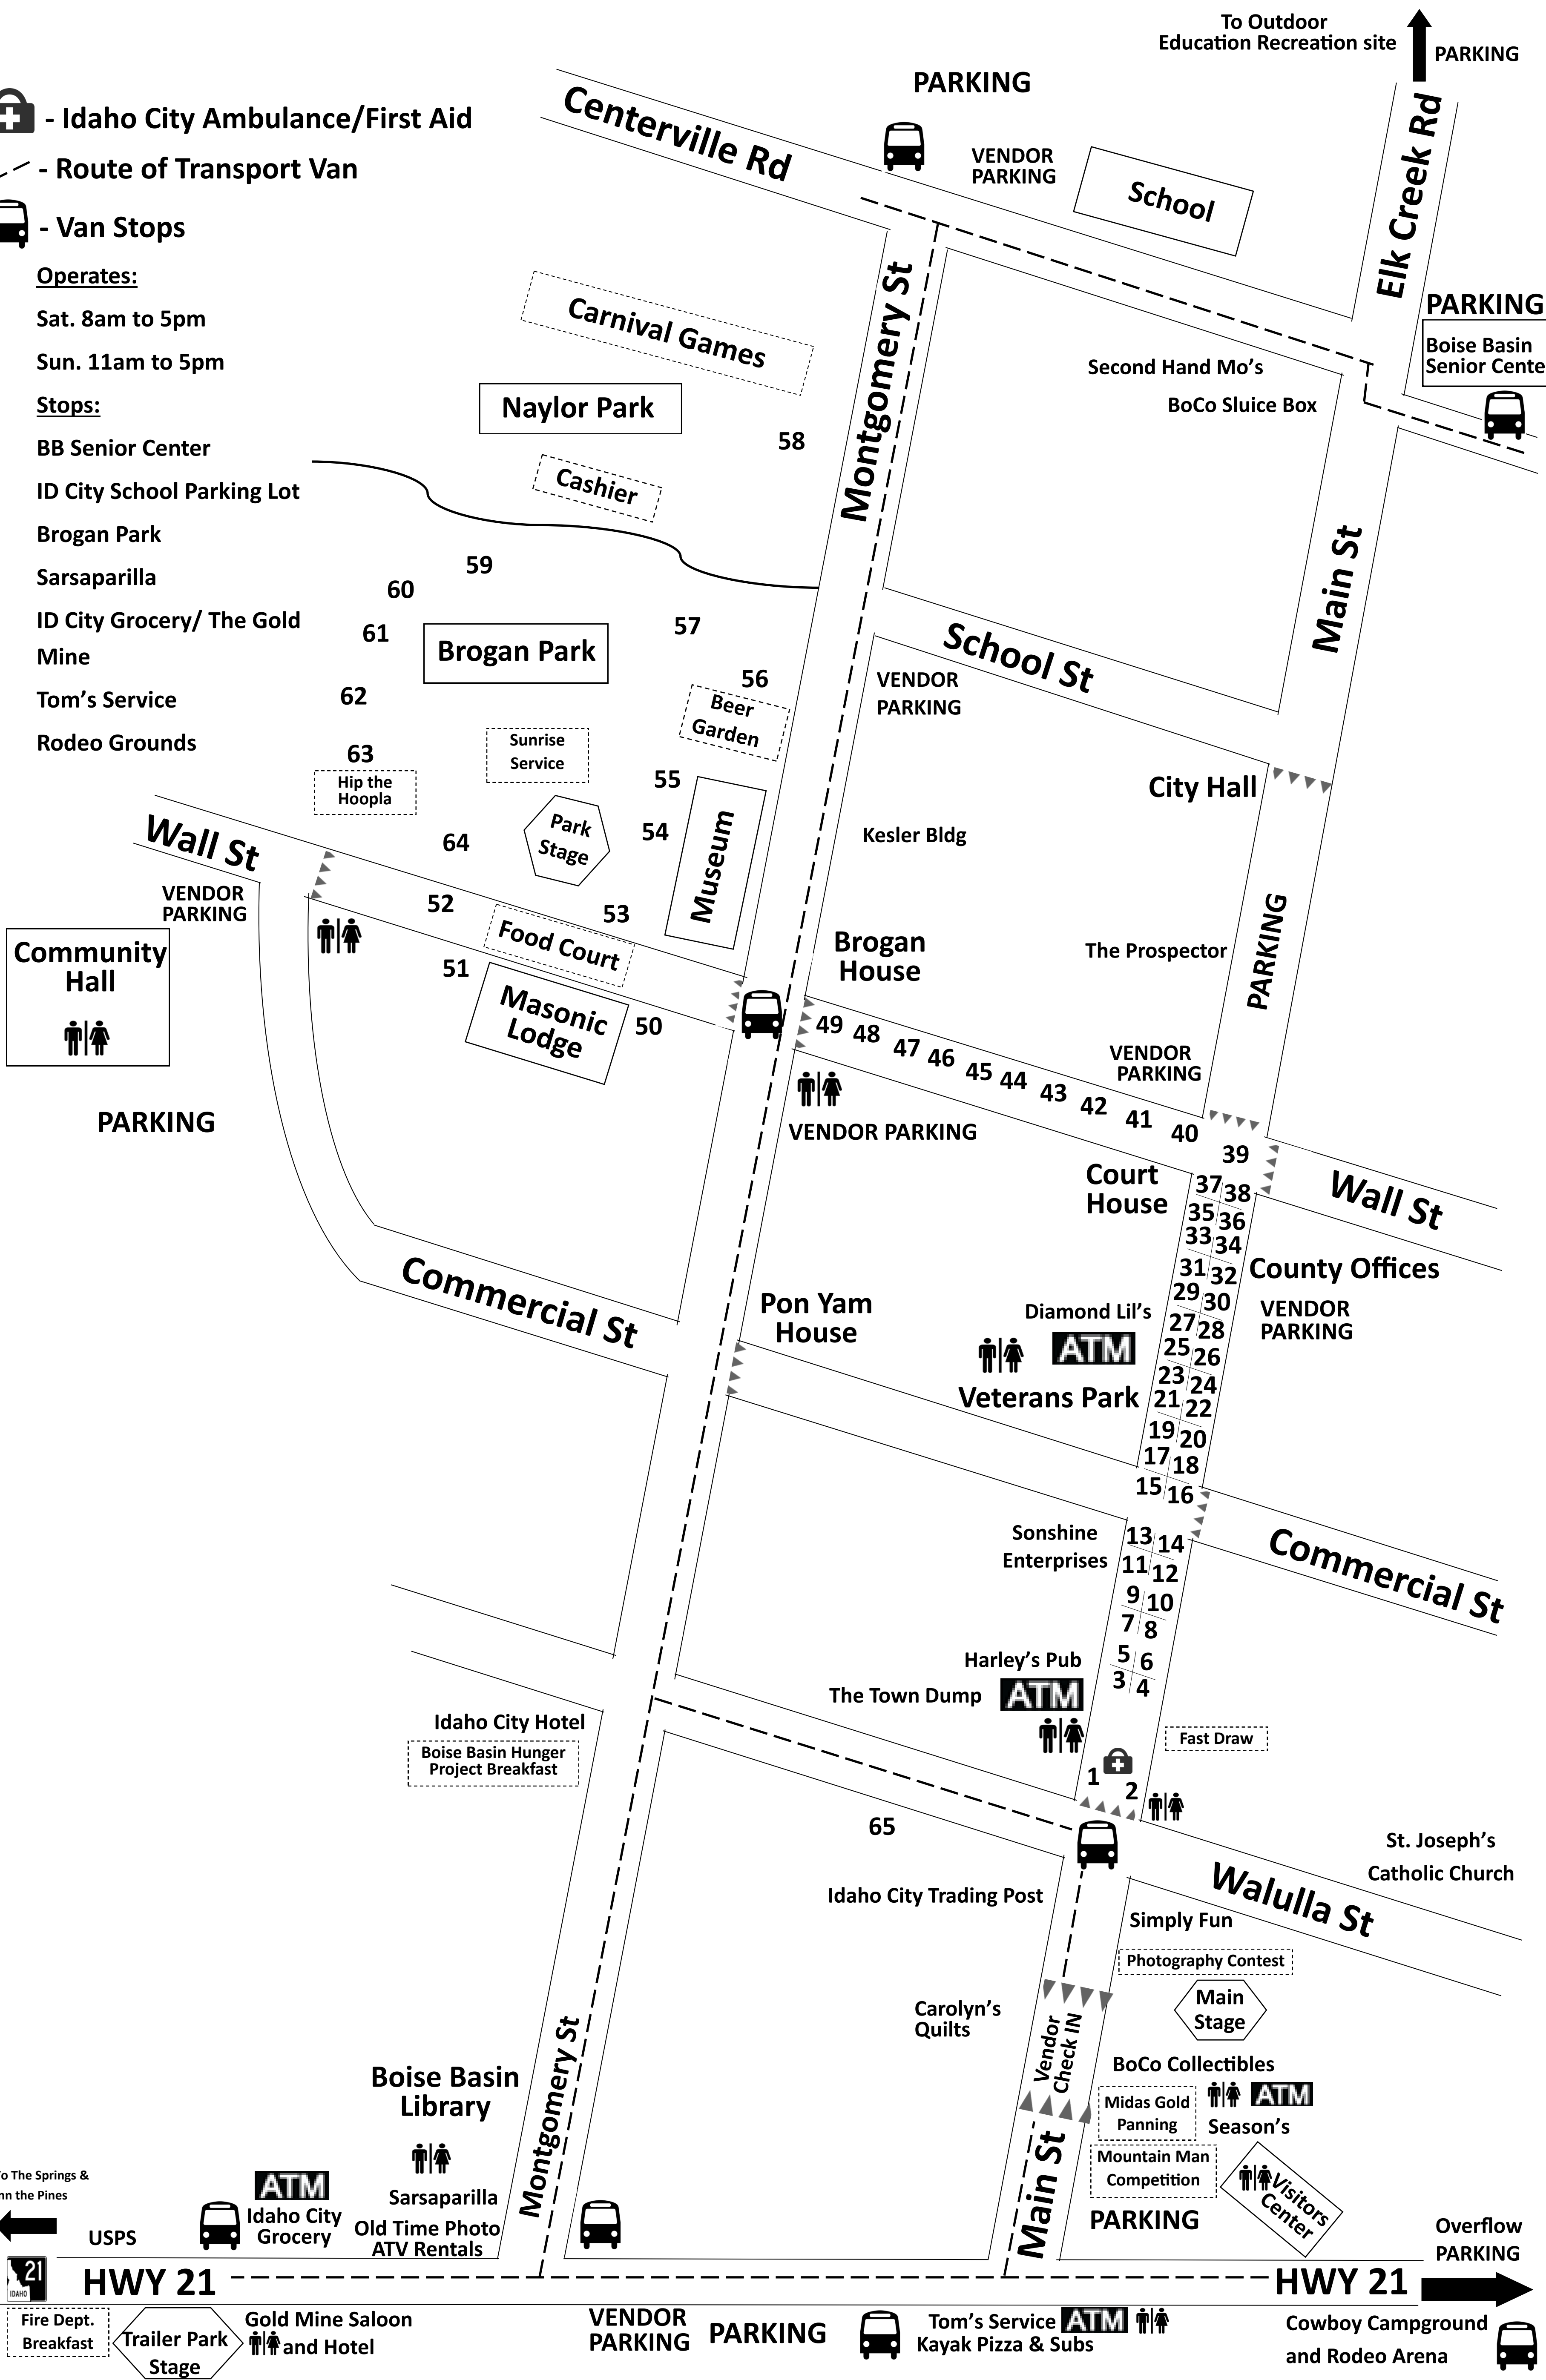 To Outdoor
Education Recreation site
PARKING
PARKING
- Idaho City Ambulance/First Aid
- Route of Transport Van
- Van Stops
Operates:
Sat. 8am to 5pm
Sun. 11am to 5pm
Stops:
BB Senior Center
ID City School Parking Lot
Brogan Park
Sarsaparilla
ID City Grocery/ The Gold
Mine
Tom's Service
Rodeo Grounds
Centerville Rd
VENDOR
PARKING
School
Elk Creek Rd
PARKING
Boise Basin
Senior Cente
Carnival Games
Naylor Park
58
Cashier
Montgomery St
Second Hand Mo's
BoCo Sluice Box
Main St
59
60
61
Brogan Park
57
62
56
Beer
Garden
63
Sunrise
Service
Hip the
Hoopla
55
64
Park
Stage
54
Museum
School St
VENDOR
PARKING
City Hall
Kesler Bldg
Wall St
VENDOR
PARKING
52
53
Food Court
51
Masonic
Lodge
50
Community
Hall
PARKING
Brogan
House
The Prospector
PARKING
49
48
47
46
45
44
43
42
41
40
39
VENDOR
PARKING
VENDOR PARKING
Court
House
Wall St
37
38
35
36
33
34
31
32
County Offices
29
30
VENDOR
PARKING
27
28
25
26
23
24
21
22
19
20
17
18
15
16
Commercial St
Pon Yam
House
Diamond Lil's
ATM
Veterans Park
Sonshine
Enterprises
13
14
11
12
9
10
7
8
5
6
3
4
Commercial St
Harley's Pub
The Town Dump
ATM
Fast Draw
1
2
Idaho City Hotel
Boise Basin Hunger
Project Breakfast
65
St. Joseph's
Catholic Church
Walulla St
Idaho City Trading Post
Simply Fun
Photography Contest
Main
Stage
Carolyn's
Quilts
Vendor
Check IN
BoCo Collectibles
Midas Gold
Panning
ATM
Season's
Mountain Man
Competition
Visitors
Center
PARKING
Main St
Boise Basin
Library
Montgomery St
Sarsaparilla
Old Time Photo
ATV Rentals
ATM
Idaho City
Grocery
o The Springs &
nn the Pines
USPS
Overflow
PARKING
21
IDAHO
HWY 21
HWY 21
Fire Dept.
Breakfast
Trailer Park
Stage
Gold Mine Saloon
and Hotel
VENDOR
PARKING
PARKING
Tom's Service
ATM
Kayak Pizza & Subs
Cowboy Campground
and Rodeo Arena